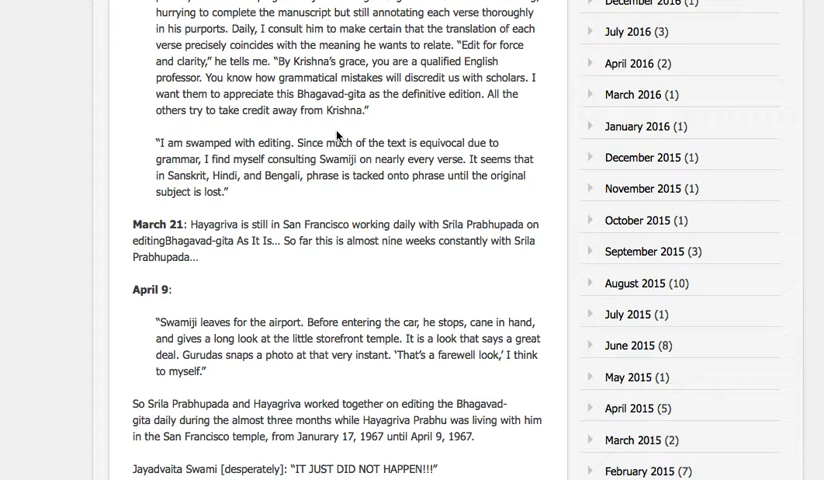 hurrying to complete the manuscript but still annotating each verse thoroughly
in his purports. Daily, I consult him to make certain that the translation of each
verse precisely coincides with the meaning he wants to relate. “Edit for force
and clarity,” he tells me. “By Krishna’s grace, you are a qualified English
professor. You know how grammatical mistakes will discredit us with scholars. I
want them to appreciate this Bhagavad-gita as the definitive edition. All the
others try to take credit away from Krishna.”
“I am swamped with editing. Since much of the text is equivocal due to
grammar, I find myself consulting Swamiji on nearly every verse. It seems that
in Sanskrit, Hindi, and Bengali, phrase is tacked onto phrase until the original
subject is lost.”
March 21: Hayagriva is still in San Francisco working daily with Srila Prabhupada on
editingBhagavad-gita As It Is… So far this is almost nine weeks constantly with Srila
Prabhupada…
April 9:
“Swamiji leaves for the airport. Before entering the car, he stops, cane in hand,
and gives a long look at the little storefront temple. It is a look that says a great
deal. Gurudas snaps a photo at that very instant. ‘That’s a farewell look,’ I think
to myself.”
So Srila Prabhupada and Hayagriva worked together on editing the Bhagavad-
gita daily during the almost three months while Hayagriva Prabhu was living with him
in the San Francisco temple, from Janurary 17, 1967 until April 9, 1967.
Jayadvaita Swami [desperately]: “IT JUST DID NOT HAPPEN!!!”
December 2016 (1)
July 2016 (3)
April 2016 (2)
March 2016 (1)
January 2016 (1)
December 2015 (1)
November 2015 (1)
October 2015 (1)
September 2015 (3)
August 2015 (10)
July 2015 (1)
June 2015 (8)
May 2015 (1)
April 2015 (5)
March 2015 (2)
February 2015 (7)